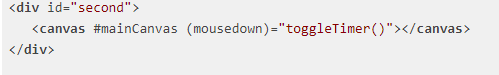 <div id="second">
<canvas #mainCanvas (mousedown)="toggleTimer()"></canvas>
</div>